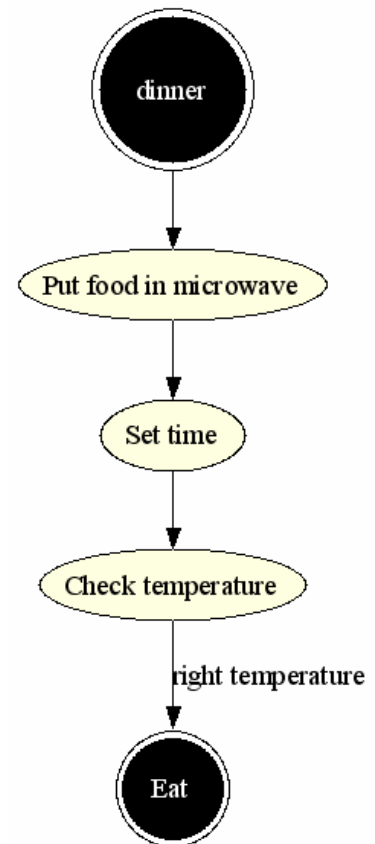 dinner
Put food in microwave
Set time
Check temperature
right temperature
Eat